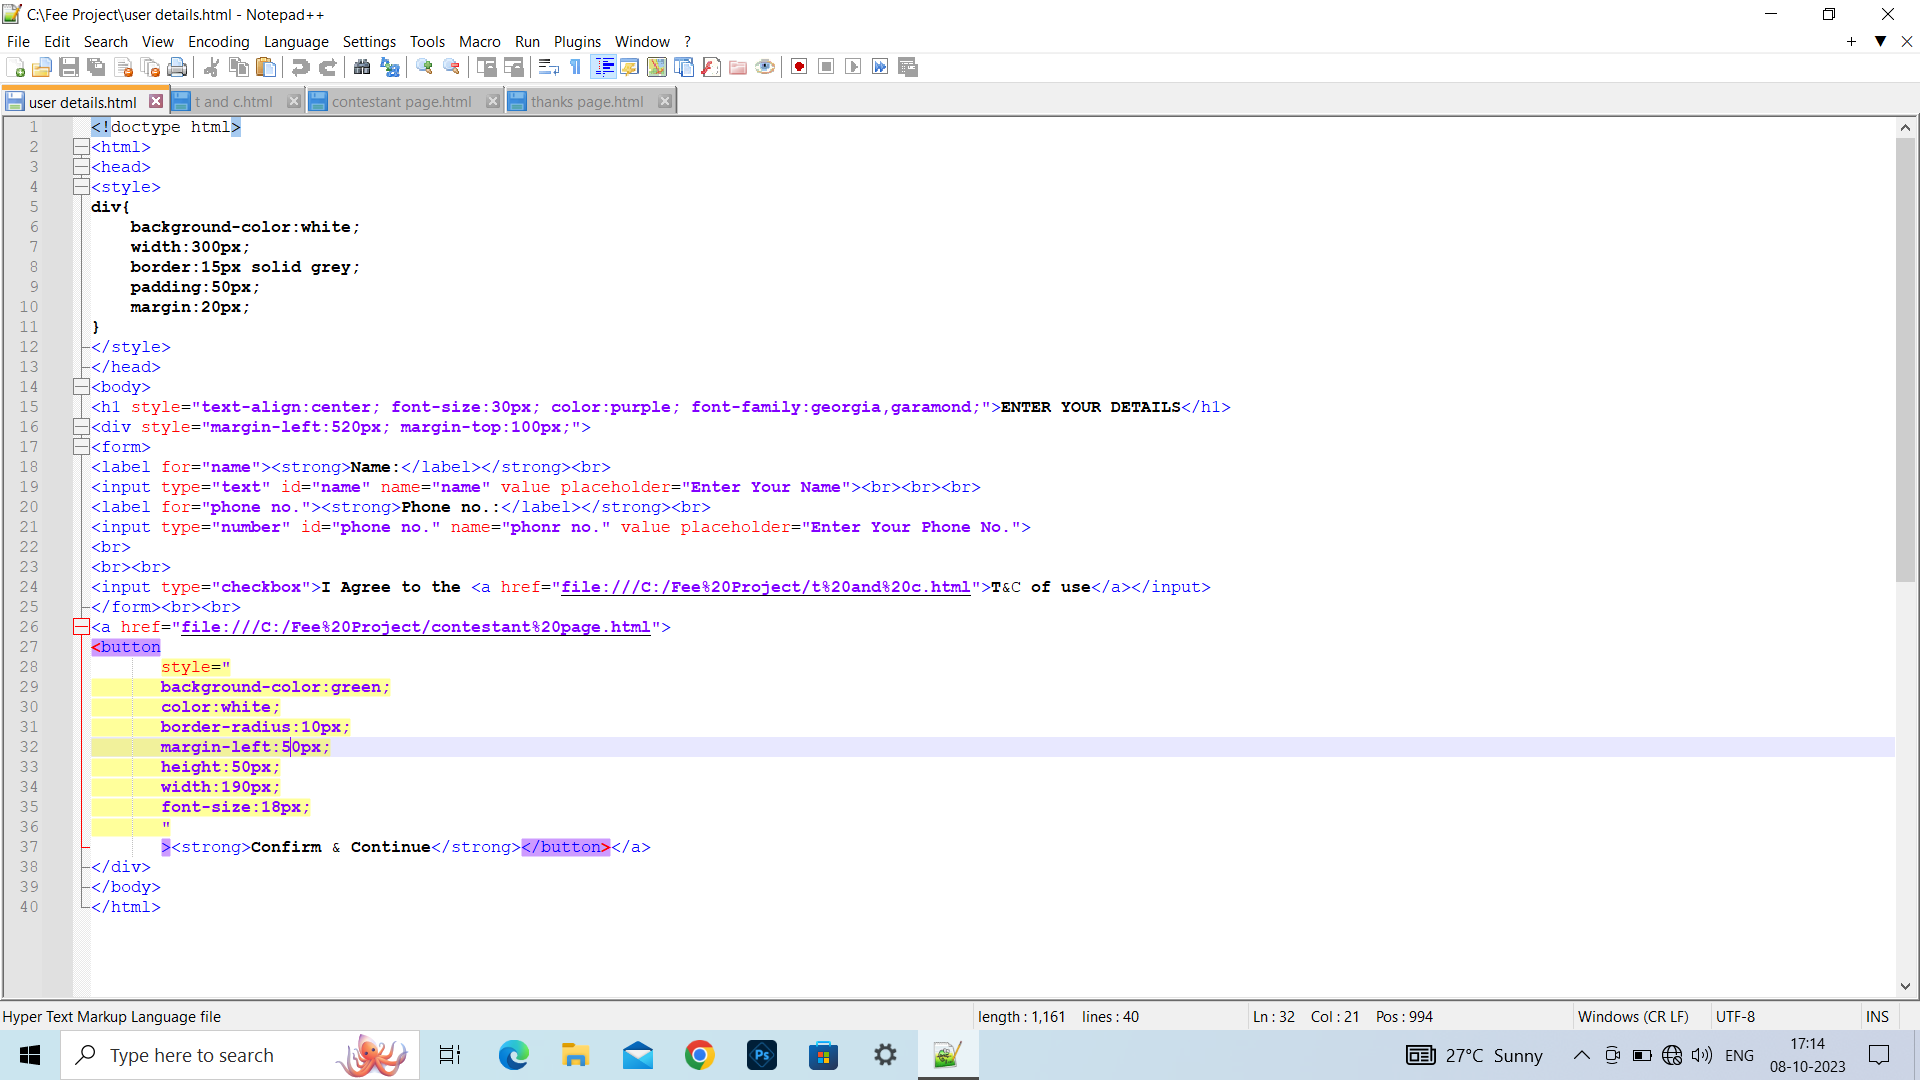 C:\Fee Project\user details.html - Notepad++
File Edit Search View Encoding Language Settings Tools Macro Run Plugins Window ?
user details.html t and c.html contestant page.html thanks page.html
1 <!doctype html>
2 <html>
3 <head>
4 <style>
5 div{
6 background-color:white;
7 width:300px;
8 border:15px solid grey;
9 padding:50px;
10 margin:20px;
11 }
12 </style>
13 </head>
14 <body>
15 <h1 style="text-align:center; font-size:30px; color:purple; font-family:georgia,garamond;">ENTER YOUR DETAILS</h1>
16 <div style="margin-left:520px; margin-top:100px;">
17 <form>
18 <label for="name"><strong>Name:</label></strong><br>
19 <input type="text" id="name" name="name" value placeholder="Enter Your Name"><br><br><br>
20 <label for="phone no."><strong>Phone no.:</label></strong><br>
21 <input type="number" id="phone no." name="phonr no." value placeholder="Enter Your Phone No.">
22 <br>
23 <br><br>
24 <input type="checkbox">I Agree to the <a href="file:///C:/Fee%20Project/t%20and%20c.html">T&C of use</a></input>
25 </form><br><br>
26 <a href="file:///C:/Fee%20Project/contestant%20page.html">
27 <button
28 style="
29 background-color:green;
30 color:white;
31 border-radius:10px;
32 margin-left:50px;
33 height:50px;
34 width:190px;
35 font-size:18px;
36 "
37 ><strong>Confirm & Continue</strong></button></a>
38 </div>
39 </body>
40 </html>
Hyper Text Markup Language file length : 1,161 lines : 40 Ln : 32 Col : 21 Pos : 994 Windows (CR LF) UTF-8 INS
Type here to search Ps 27°C Sunny ENG 17:14
08-10-2023